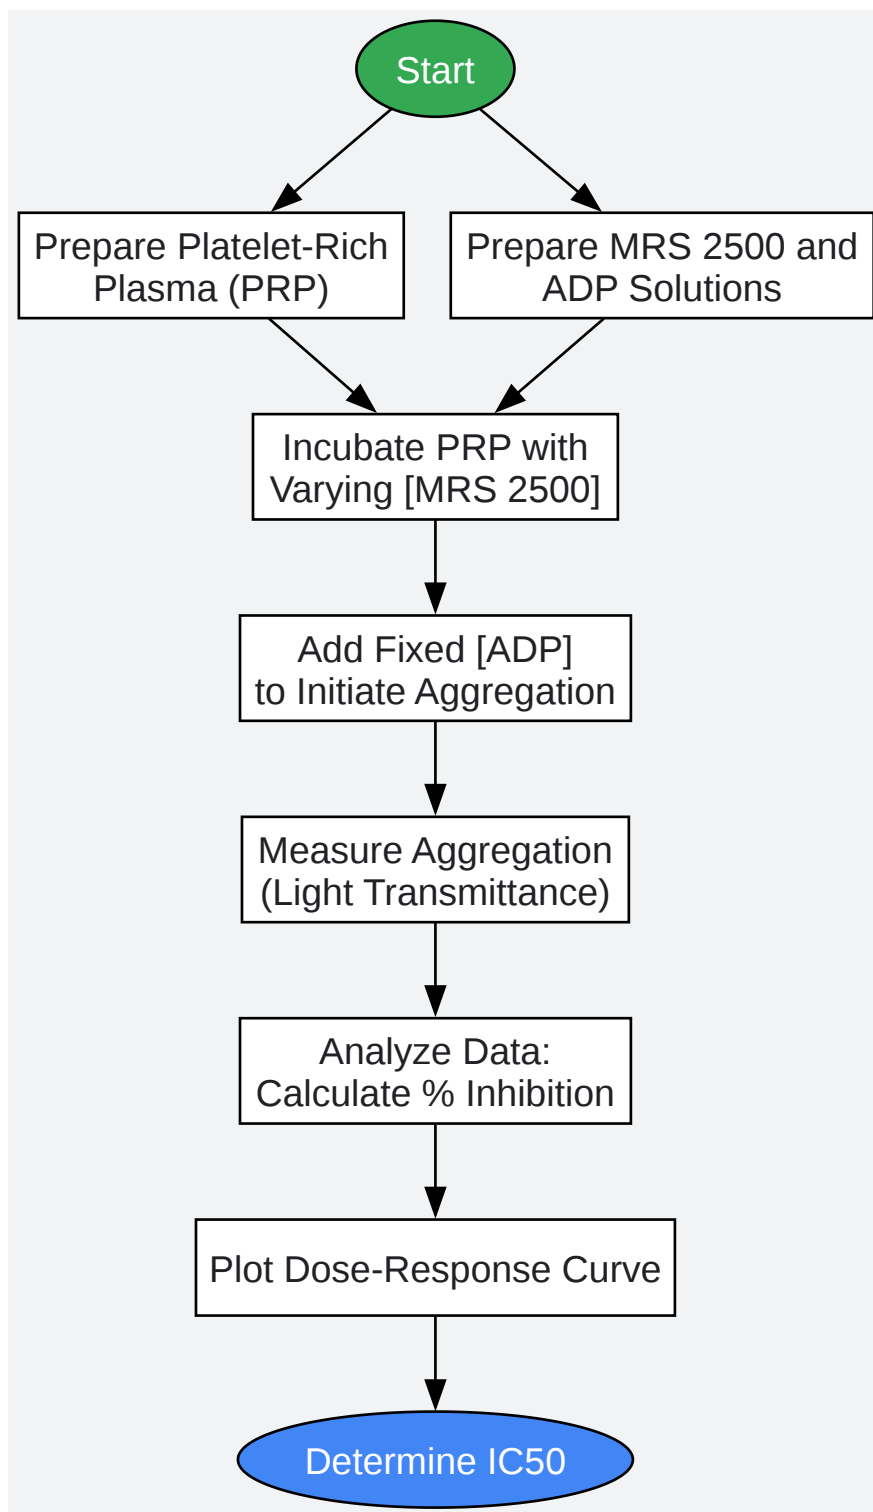 Start
Prepare Platelet-Rich
Plasma (PRP)
Prepare MRS 2500 and
ADP Solutions
Incubate PRP with
Varying [MRS 2500]
Add Fixed [ADP]
to Initiate Aggregation
Measure Aggregation
(Light Transmittance)
Analyze Data:
Calculate % Inhibition
Plot Dose-Response Curve
Determine IC50